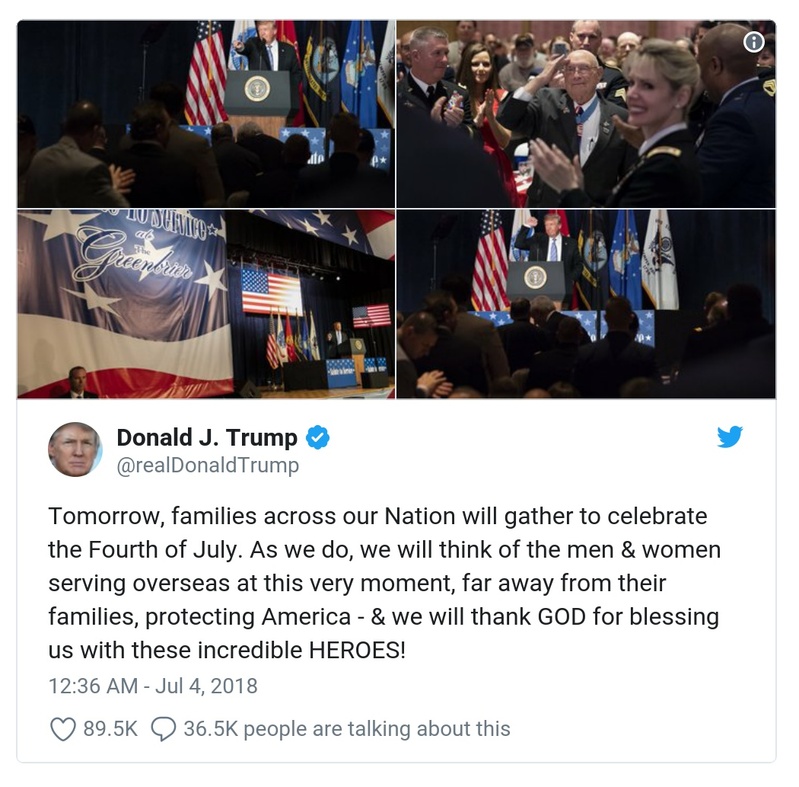 to Service
at
The
Greenbrier
Donald J. Trump
@realDonaldTrump
Tomorrow, families across our Nation will gather to celebrate
the Fourth of July. As we do, we will think of the men & women
serving overseas at this very moment, far away from their
families, protecting America - & we will thank GOD for blessing
us with these incredible HEROES!
12:36 AM - Jul 4, 2018
89.5K 36.5K people are talking about this